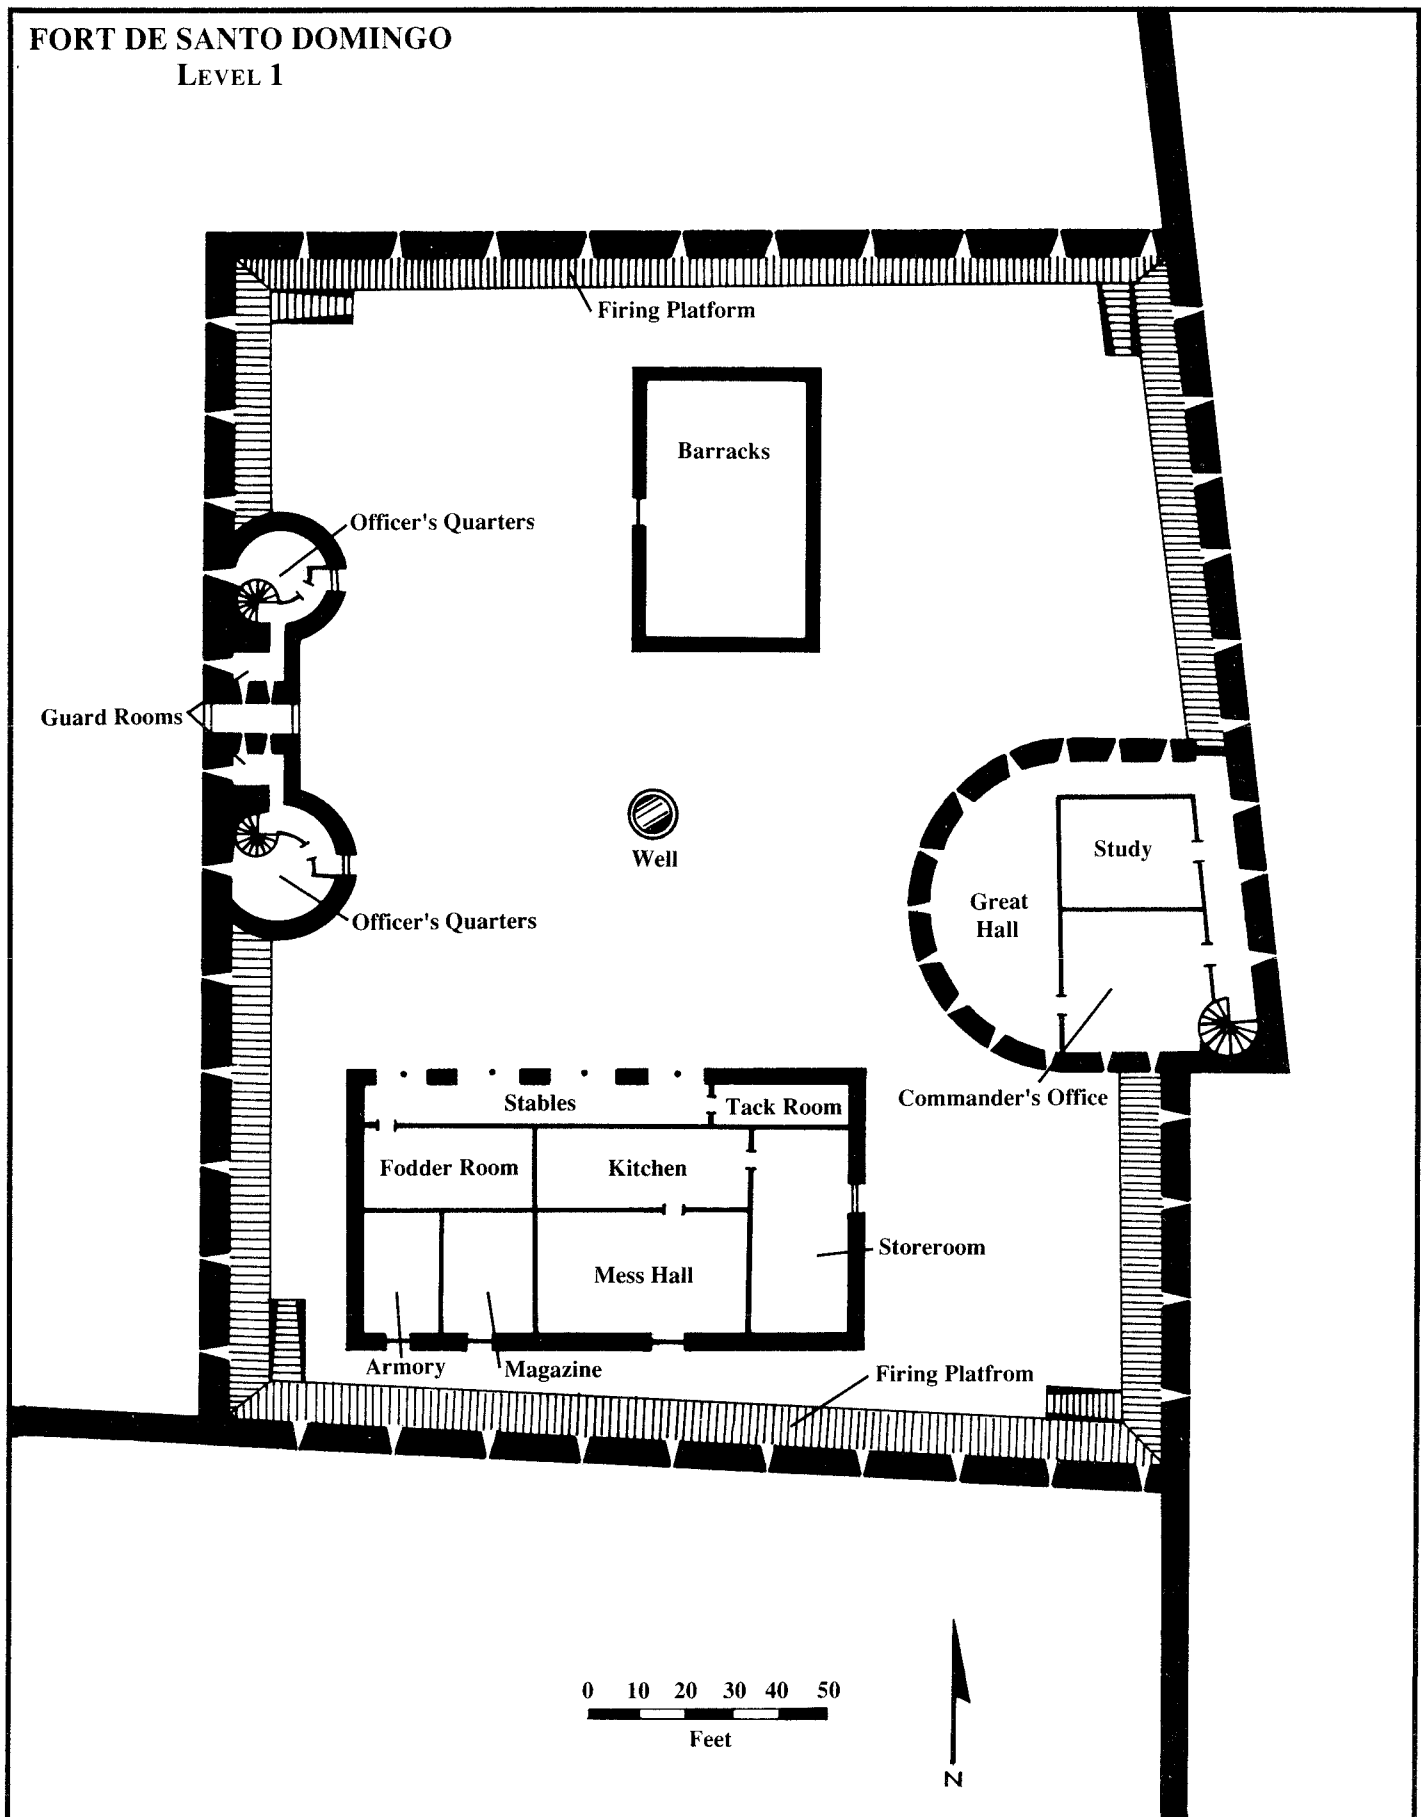 FORT DE SANTO DOMINGO
LEVEL 1
Firing Platform
Barracks
Officer's Quarters
Guard Rooms
Well
Study
Great
Hall
Officer's Quarters
Commander's Office
Stables
Tack Room
Fodder Room
Kitchen
Storeroom
Mess Hall
Armory
Magazine
Firing Platfrom
0 10 20 30 40 50
Feet
N